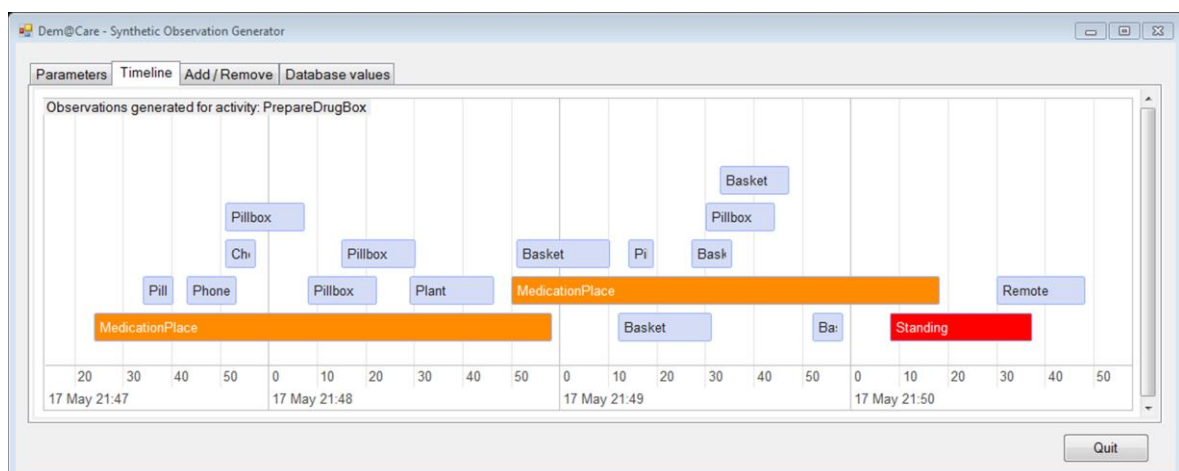 Dem@Care - Synthetic Observation Generator
Parameters Timeline Add / Remove Database values
Observations generated for activity: PrepareDrugBox
Basket
Pillbox Pillbox
Pillbox Basket
Pill Phone Pillbox Plant MedicationPlace Remote
MedicationPlace Basket Standing
20 30 40 50 0 10 20 30 40 50 0 10 20 30 40 50 0 10 20 30 40 50
17 May 21:47 17 May 21:48 17 May 21:49 17 May 21:50
Quit